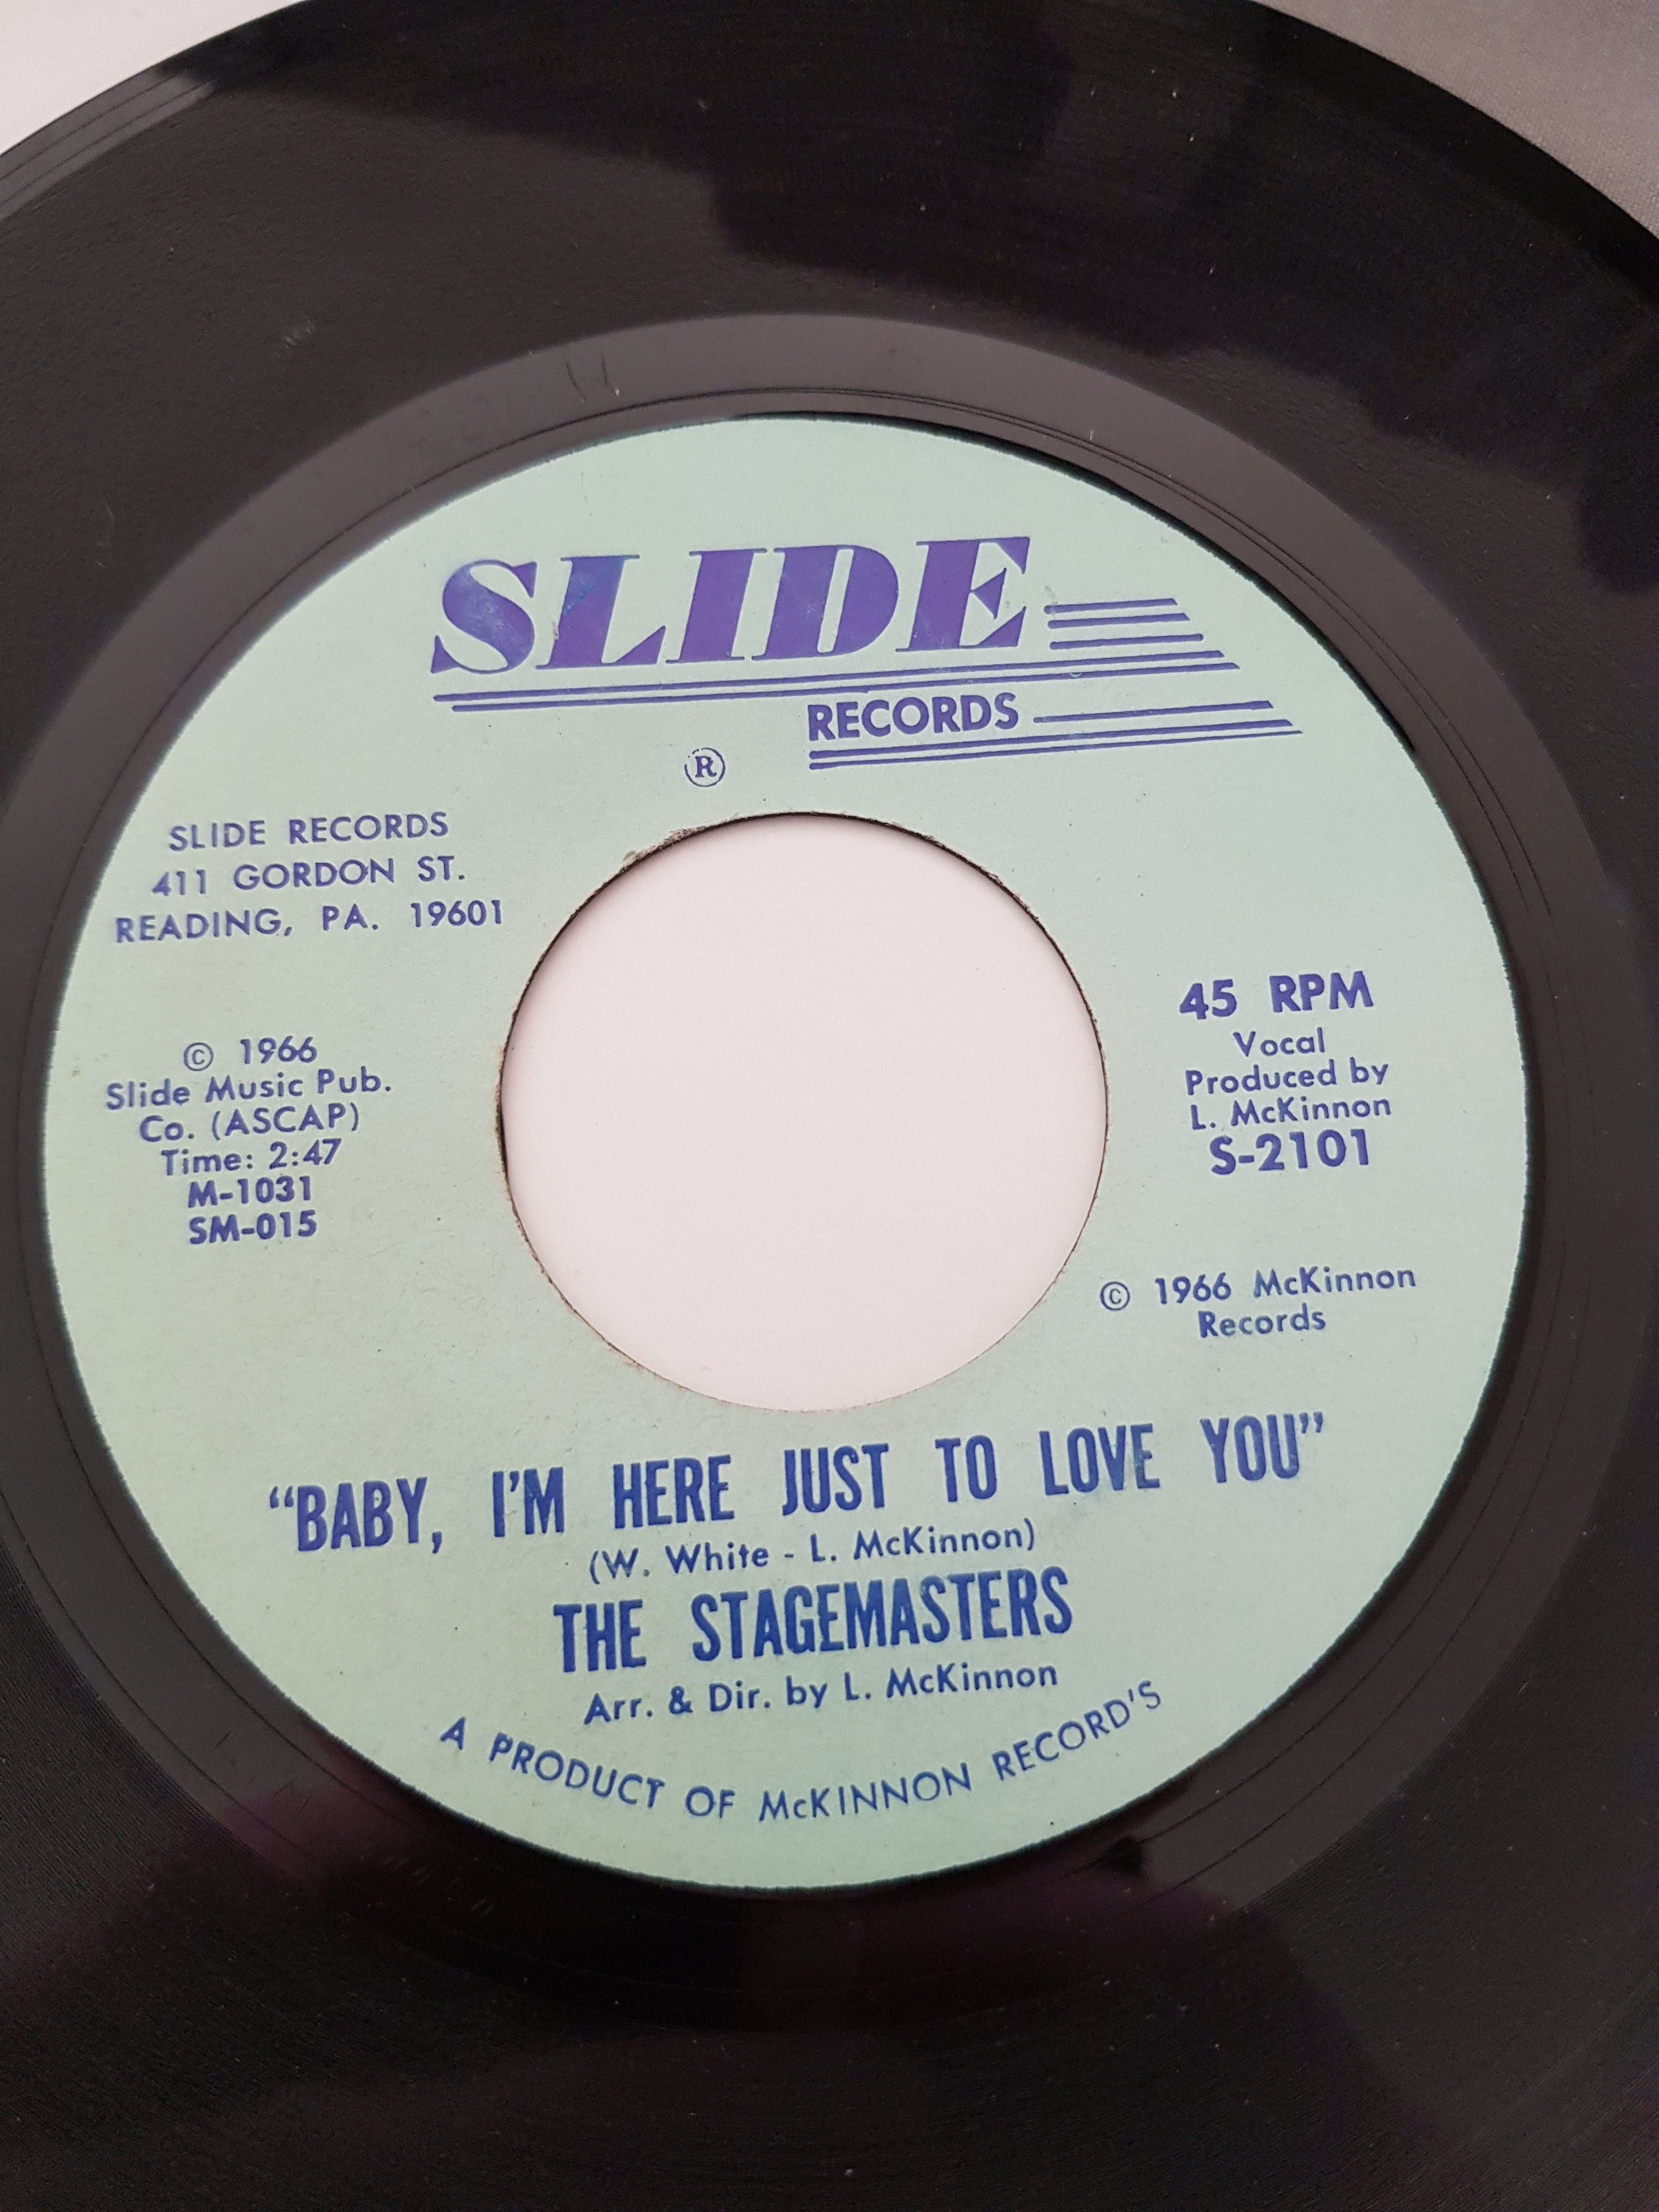 SLIDE
RECORDS
®
SLIDE RECORDS
411 GORDON ST.
READING, PA. 19601
© 1966
Slide Music Pub.
Co. (ASCAP)
Time: 2:47
M-1031
SM-015
45 RPM
Vocal
Produced by
L. McKinnon
S-2101
© 1966 McKinnon
Records
“BABY, I'M HERE JUST TO LOVE YOU”
(W. White - L. McKinnon)
THE STAGEMASTERS
Arr. & Dir. by L. McKinnon
A PRODUCT OF McKINNON RECORD'S